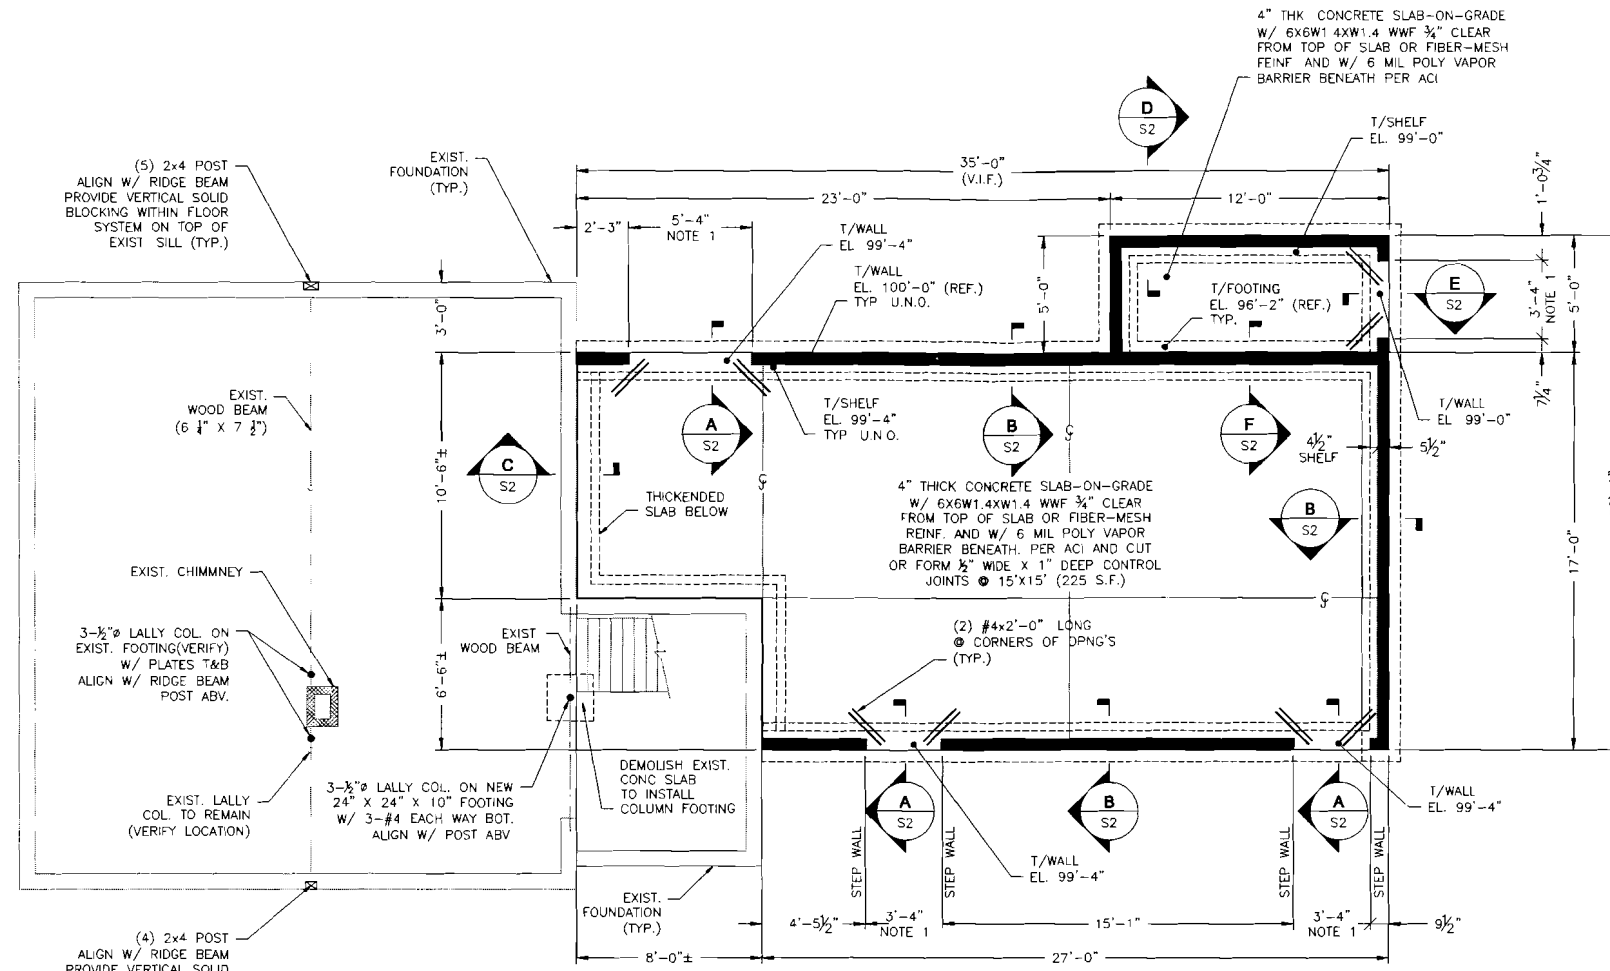 4" THK CONCRETE SLAB-ON-GRADE
W/ 6X6W1 4XW1.4 WWF ¾" CLEAR
FROM TOP OF SLAB OR FIBER-MESH
FEINF AND W/ 6 MIL POLY VAPOR
BARRIER BENEATH PER ACI
D
S2
T/SHELF
EL. 99'-0"
(5) 2x4 POST
ALIGN W/ RIDGE BEAM
PROVIDE VERTICAL SOLID
BLOCKING WITHIN FLOOR
SYSTEM ON TOP OF
EXIST SILL (TYP.)
EXIST.
FOUNDATION
(TYP.)
35'-0"
(V.I.F.)
23'-0"
12'-0"
1'-0¾"
2'-3"
5'-4"
NOTE 1
T/WALL
EL 99'-4"
T/WALL
EL. 100'-0" (REF.)
TYP U.N.O.
5'-0"
T/FOOTING
EL. 96'-2" (REF.)
TYP.
E
S2
3'-4"
NOTE 1
5'-0"
3'-0"
7¼"
EXIST.
WOOD BEAM
(6 ¼" X 7 ½")
T/SHELF
EL. 99'-4"
TYP U.N.O.
A
S2
B
S2
F
S2
T/WALL
EL 99'-0"
4½"
SHELF
5½"
C
S2
10'-6"±
THICKENDED
SLAB BELOW
4" THICK CONCRETE SLAB-ON-GRADE
W/ 6X6W1.4XW1.4 WWF ¾" CLEAR
FROM TOP OF SLAB OR FIBER-MESH
REINF. AND W/ 6 MIL POLY VAPOR
BARRIER BENEATH. PER ACI AND CUT
OR FORM ½" WIDE X 1" DEEP CONTROL
JOINTS @ 15'X15' (225 S.F.)
B
S2
17'-0"
EXIST. CHIMMNEY
3-½"ø LALLY COL. ON
EXIST. FOOTING(VERIFY)
W/ PLATES T&B
ALIGN W/ RIDGE BEAM
POST ABV.
6'-6"±
EXIST
WOOD BEAM
(2) #4x2'-0" LONG
@ CORNERS OF OPNG'S
(TYP.)
EXIST. LALLY
COL. TO REMAIN
(VERIFY LOCATION)
3-½"ø LALLY COL. ON NEW
24" X 24" X 10" FOOTING
W/ 3-#4 EACH WAY BOT.
ALIGN W/ POST ABV
DEMOLISH EXIST.
CONC SLAB
TO INSTALL
COLUMN FOOTING
A
S2
B
S2
A
S2
T/WALL
EL. 99'-4"
STEP WALL
STEP WALL
STEP WALL
STEP WALL
T/WALL
EL. 99'-4"
EXIST.
FOUNDATION
(TYP.)
4'-5½"
3'-4"
NOTE 1
15'-1"
3'-4"
NOTE 1
9½"
8'-0"±
27'-0"
(4) 2x4 POST
ALIGN W/ RIDGE BEAM
PROVIDE VERTICAL SOLID